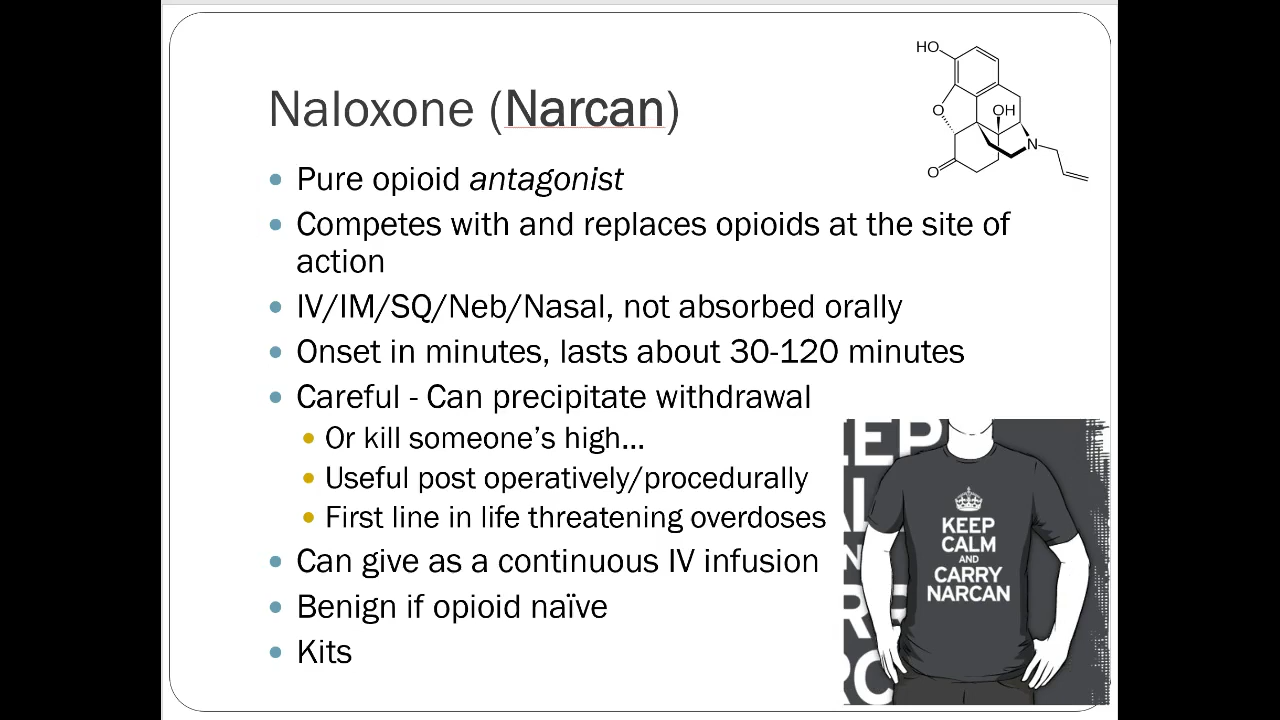 Naloxone (Narcan)
Pure opioid antagonist
Competes with and replaces opioids at the site of
action
IV/IM/SQ/Neb/Nasal, not absorbed orally
Onset in minutes, lasts about 30-120 minutes
Careful - Can precipitate withdrawal
Or kill someone’s high…
Useful post operatively/procedurally
First line in life threatening overdoses
Can give as a continuous IV infusion
Benign if opioid naïve
Kits
HO
O
OH
N
O
KEEP
CALM
AND
CARRY
NARCAN